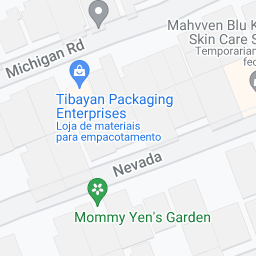 Mahvven Blu K
Skin Care S
Temporarian
fec
Michigan Rd
Tibayan Packaging
Enterprises
Loja de materiais
para empacotamento
Nevada
Mommy Yen's Garden